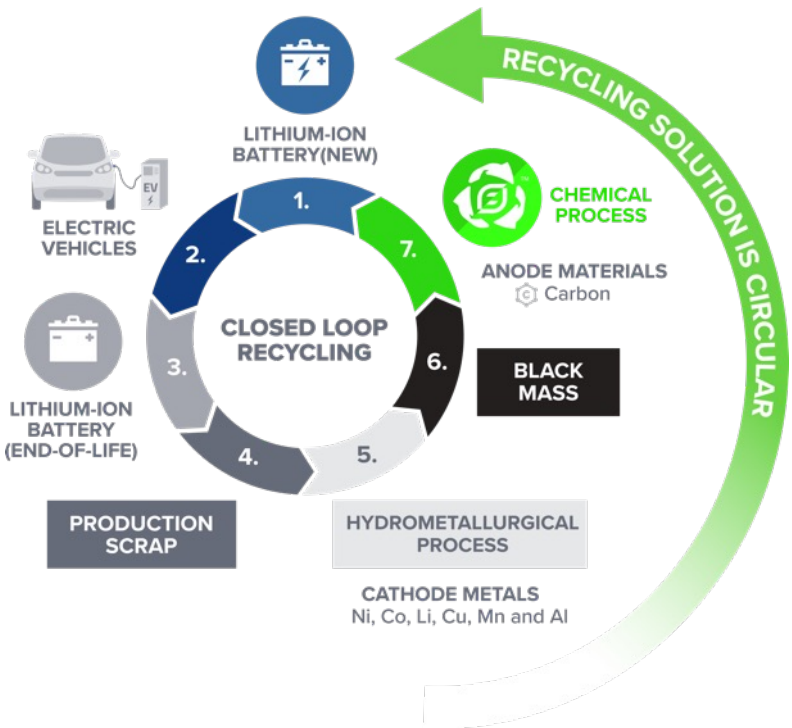 RECYCLING SOLUTION IS CIRCULAR
LITHIUM-ION
BATTERY(NEW)
EV
ELECTRIC
VEHICLES
CHEMICAL
PROCESS
ANODE MATERIALS
C Carbon
1.
2.
3.
4.
5.
6.
7.
CLOSED LOOP
RECYCLING
LITHIUM-ION
BATTERY
(END-OF-LIFE)
BLACK
MASS
PRODUCTION
SCRAP
HYDROMETALLURGICAL
PROCESS
CATHODE METALS
Ni, Co, Li, Cu, Mn and Al